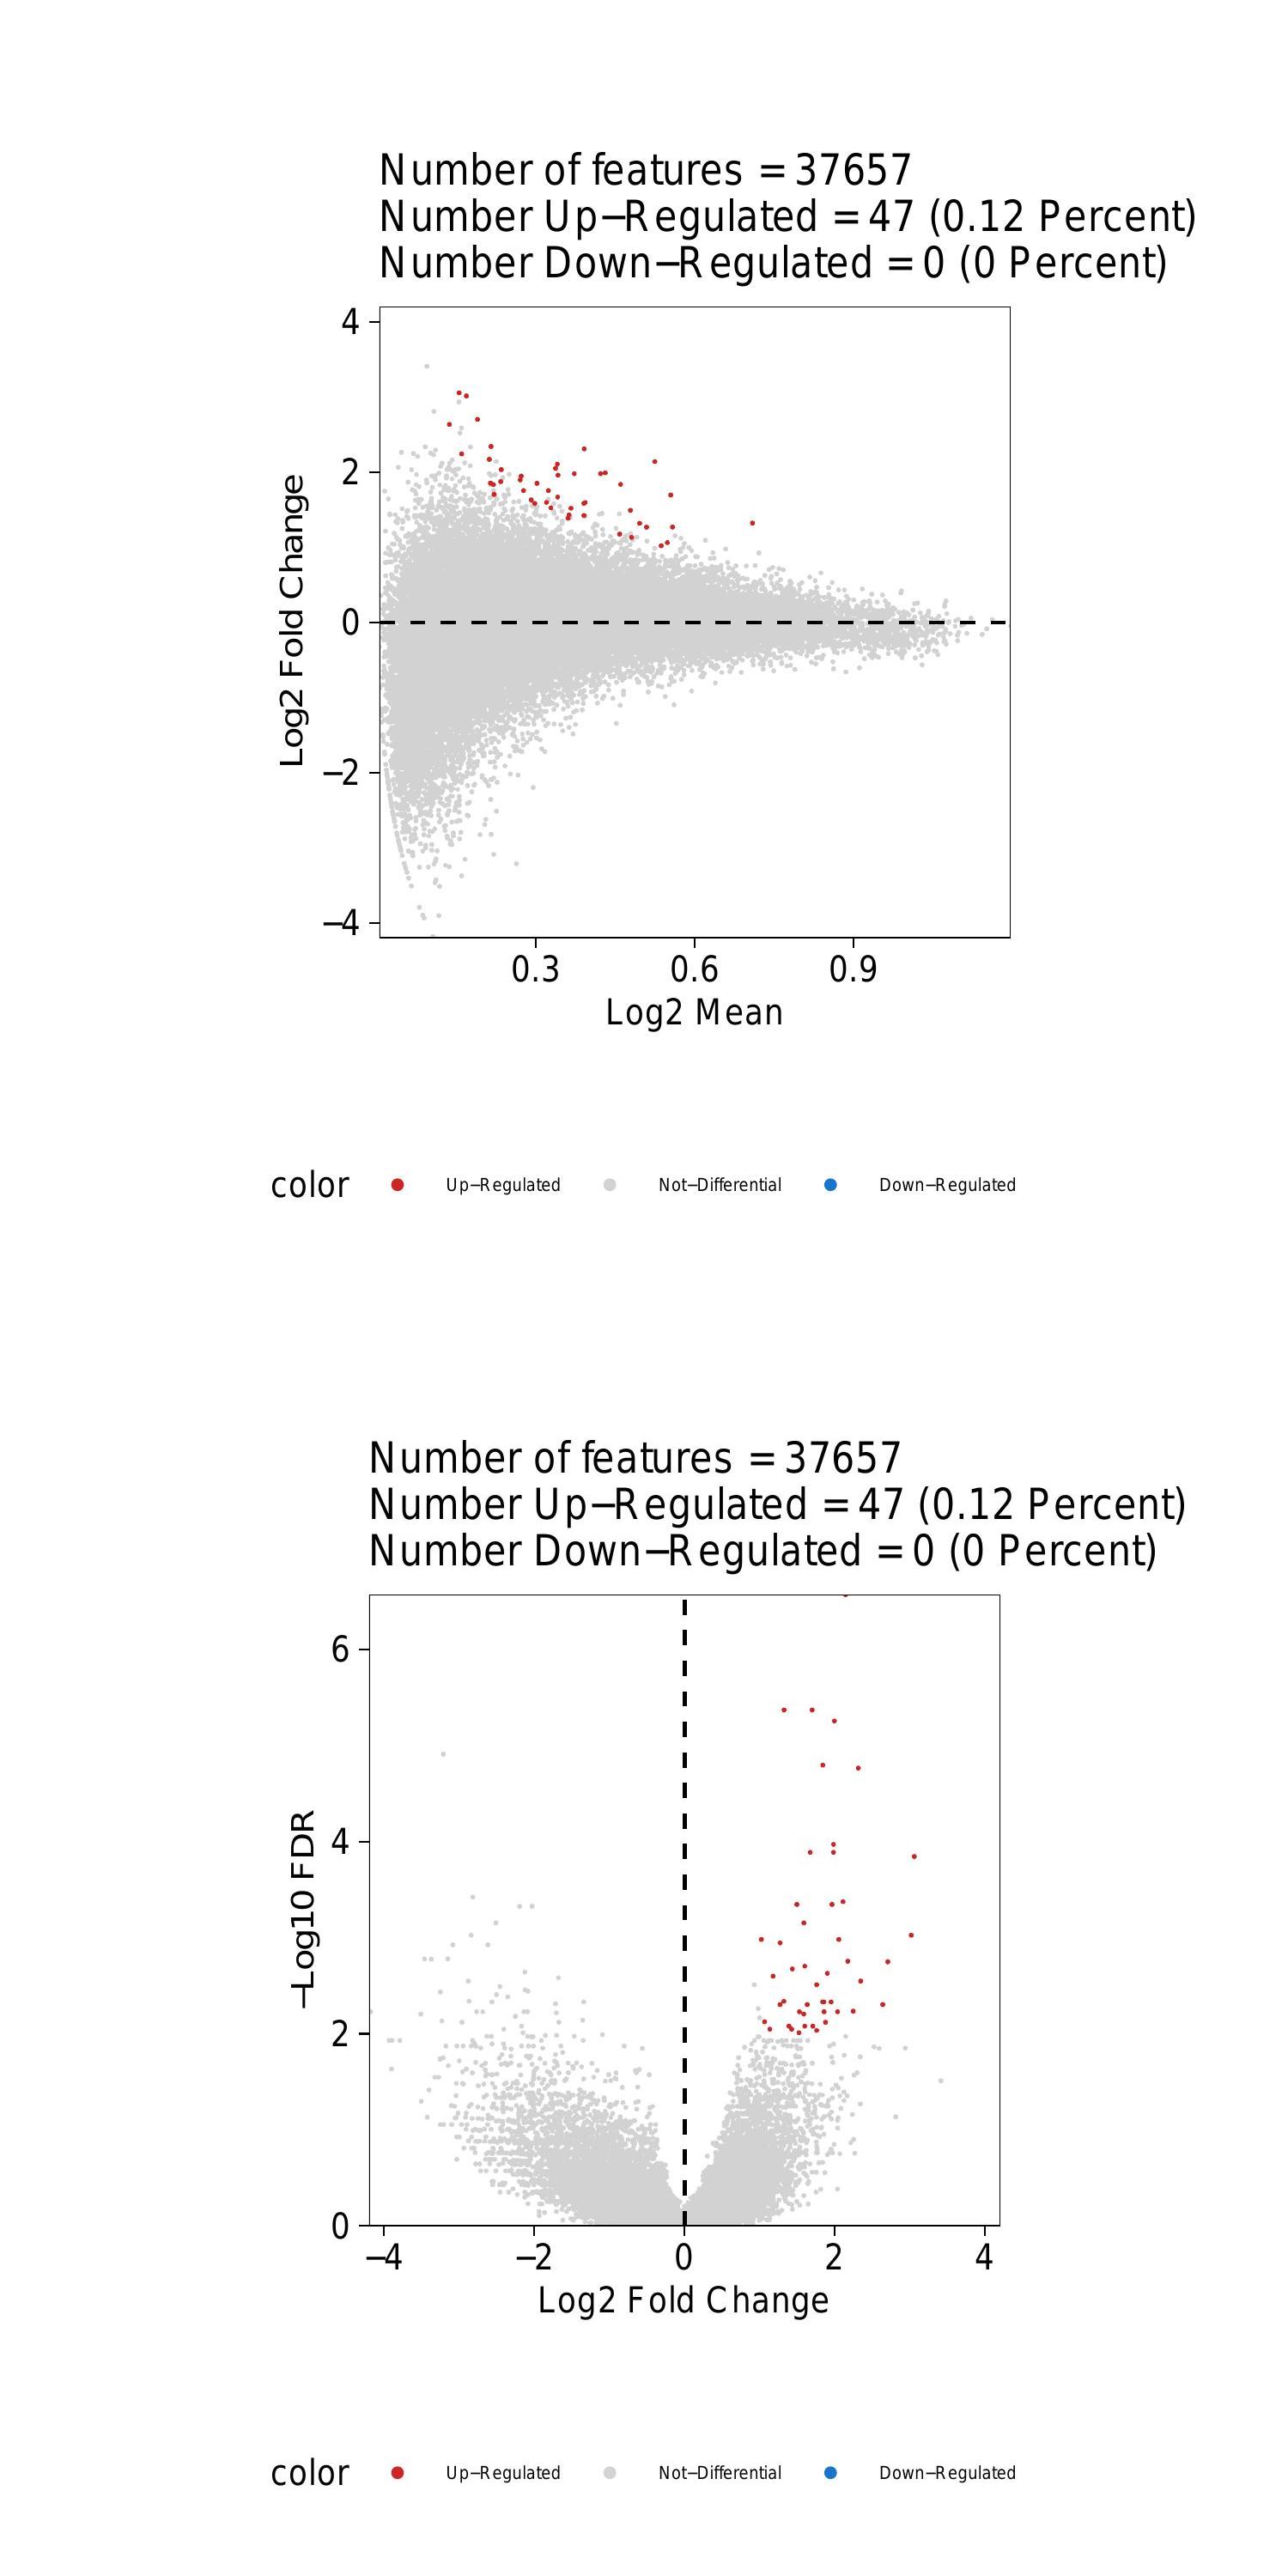 Number of features = 37657
Number Up−Regulated = 47 (0.12 Percent)
Number Down−Regulated = 0 (0 Percent)
4
2
0
−2
−4
Log2 Fold Change
0.3 0.6 0.9
Log2 Mean
color Up−Regulated Not−Differential Down−Regulated
Number of features = 37657
Number Up−Regulated = 47 (0.12 Percent)
Number Down−Regulated = 0 (0 Percent)
6
4
2
0
−Log10 FDR
−4 −2 0 2 4
Log2 Fold Change
color Up−Regulated Not−Differential Down−Regulated